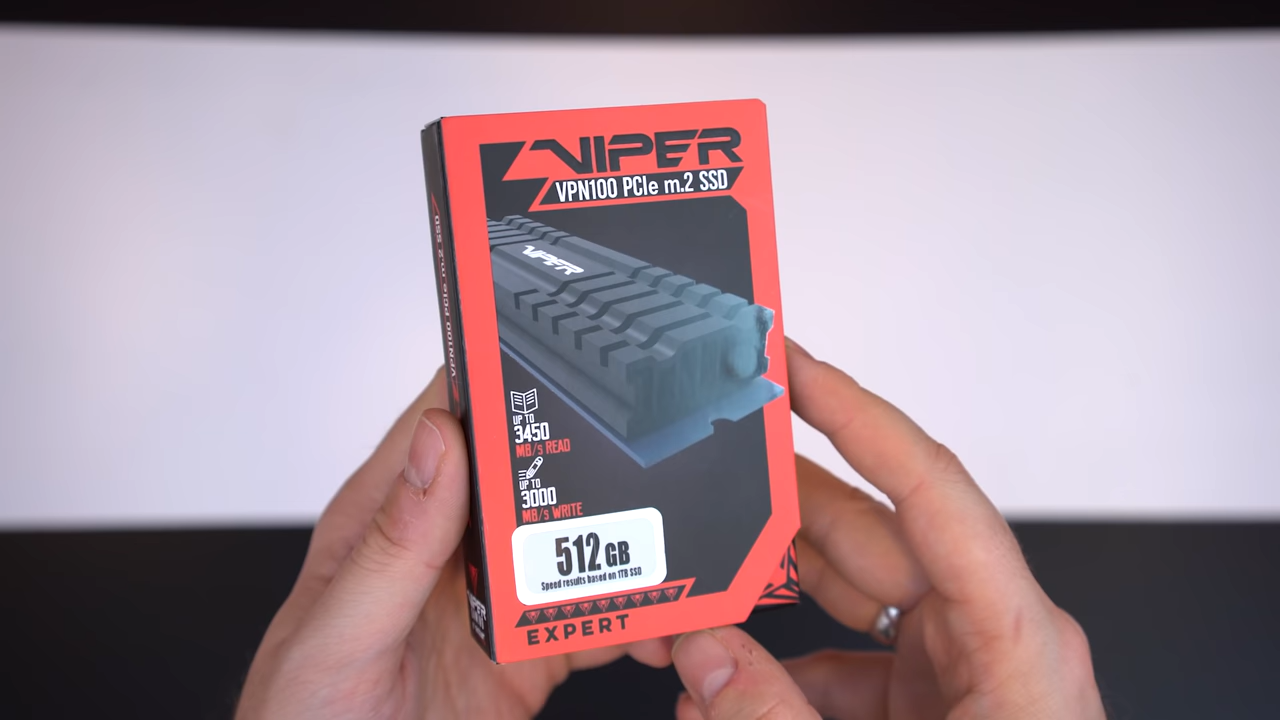 VIPER
VPN100 PCIe m.2 SSD
VIPER
UP TO
3450
MB/s READ
UP TO
3000
MB/s WRITE
512 GB
Speed results based on 1TB SSD
EXPERT
VPN100 PCIe m.2 SSD
VIPER